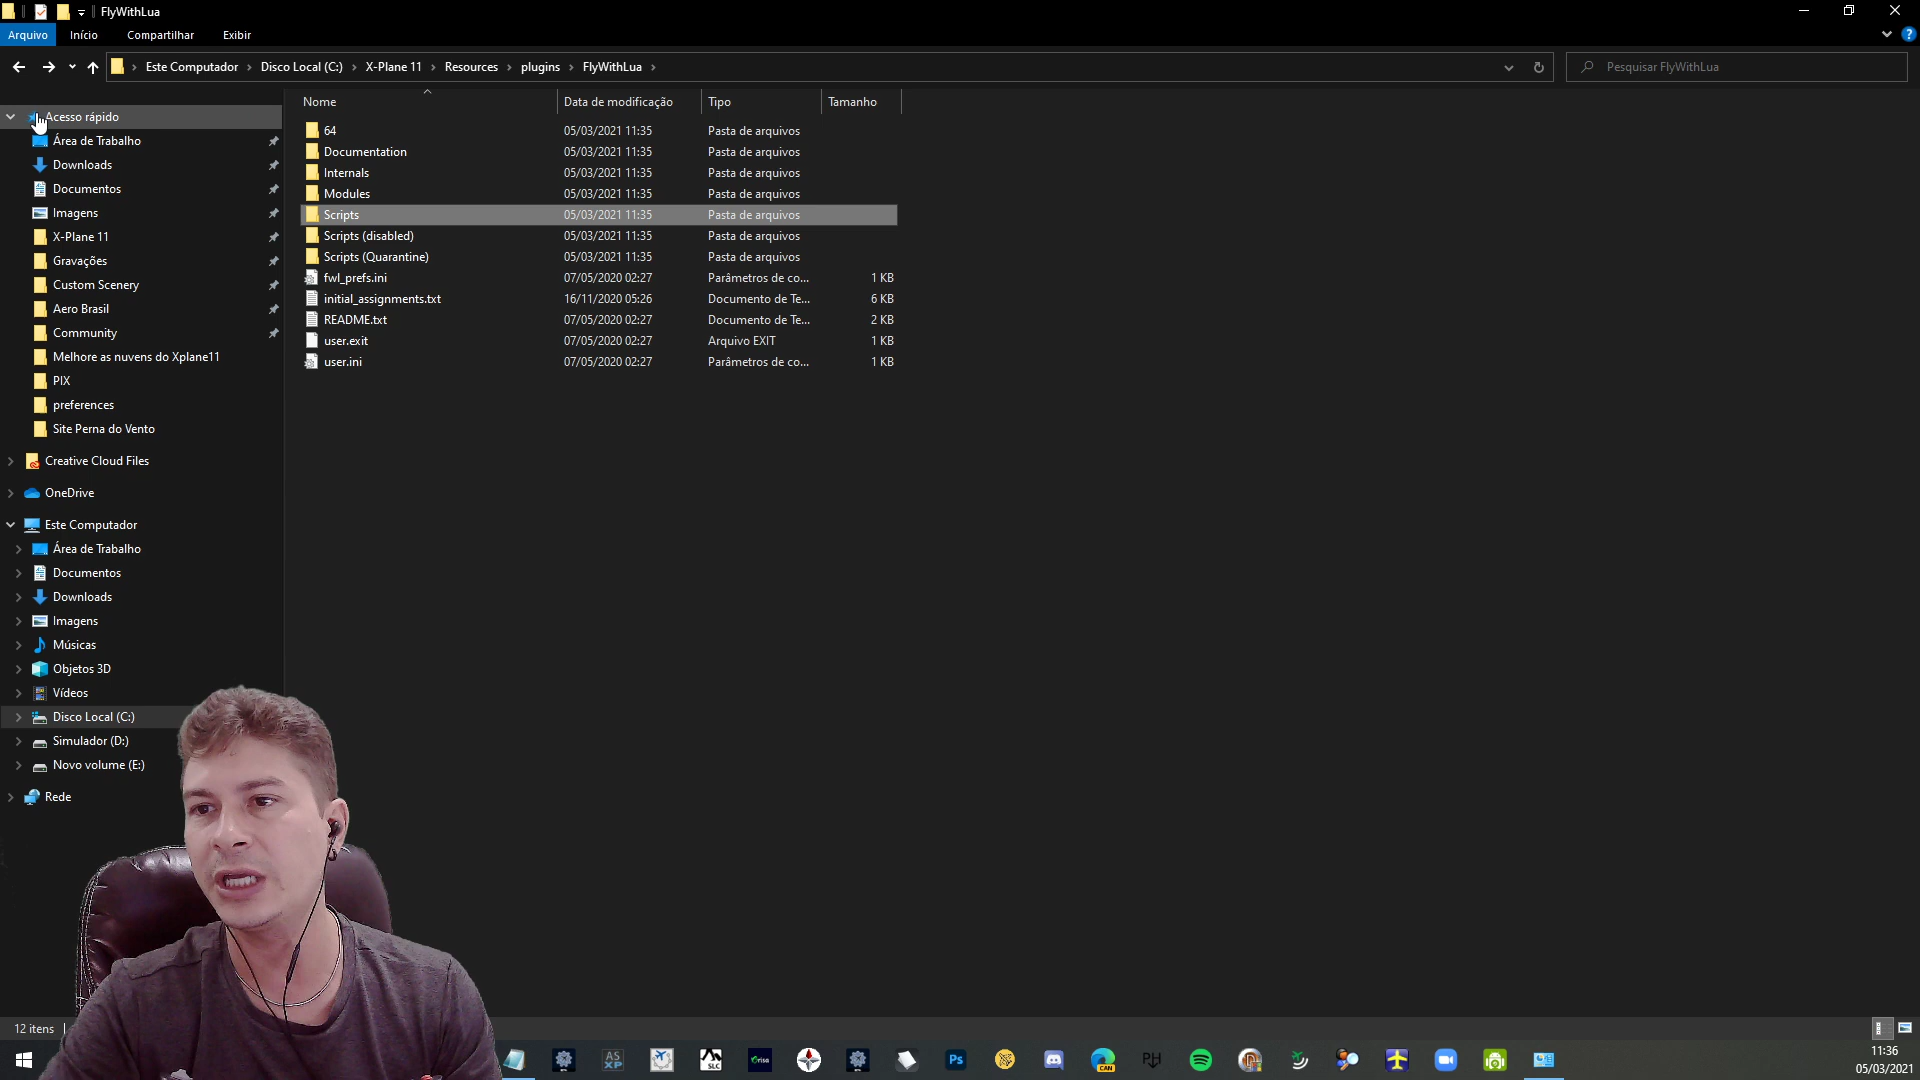 FlyWithLua
Arquivo Início Compartilhar Exibir
Este Computador Disco Local (C:) X-Plane 11 Resources plugins FlyWithLua
Pesquisar FlyWithLua
Nome Data de modificação Tipo Tamanho
Acesso rápido
Área de Trabalho
Downloads
Documentos
Imagens
X-Plane 11
Gravações
Custom Scenery
Aero Brasil
Community
Melhore as nuvens do Xplane11
PIX
preferences
Site Perna do Vento
Creative Cloud Files
OneDrive
Este Computador
Área de Trabalho
Documentos
Downloads
Imagens
Músicas
Objetos 3D
Vídeos
Disco Local (C:)
Simulador (D:)
Novo volume (E:)
Rede
64 05/03/2021 11:35 Pasta de arquivos
Documentation 05/03/2021 11:35 Pasta de arquivos
Internals 05/03/2021 11:35 Pasta de arquivos
Modules 05/03/2021 11:35 Pasta de arquivos
Scripts 05/03/2021 11:35 Pasta de arquivos
Scripts (disabled) 05/03/2021 11:35 Pasta de arquivos
Scripts (Quarantine) 05/03/2021 11:35 Pasta de arquivos
fwl_prefs.ini 07/05/2020 02:27 Parâmetros de co... 1 KB
initial_assignments.txt 16/11/2020 05:26 Documento de Te... 6 KB
README.txt 07/05/2020 02:27 Documento de Te... 2 KB
user.exit 07/05/2020 02:27 Arquivo EXIT 1 KB
user.ini 07/05/2020 02:27 Parâmetros de co... 1 KB
12 itens
AS XP
SLC
Ps
CAN
11:36
05/03/2021